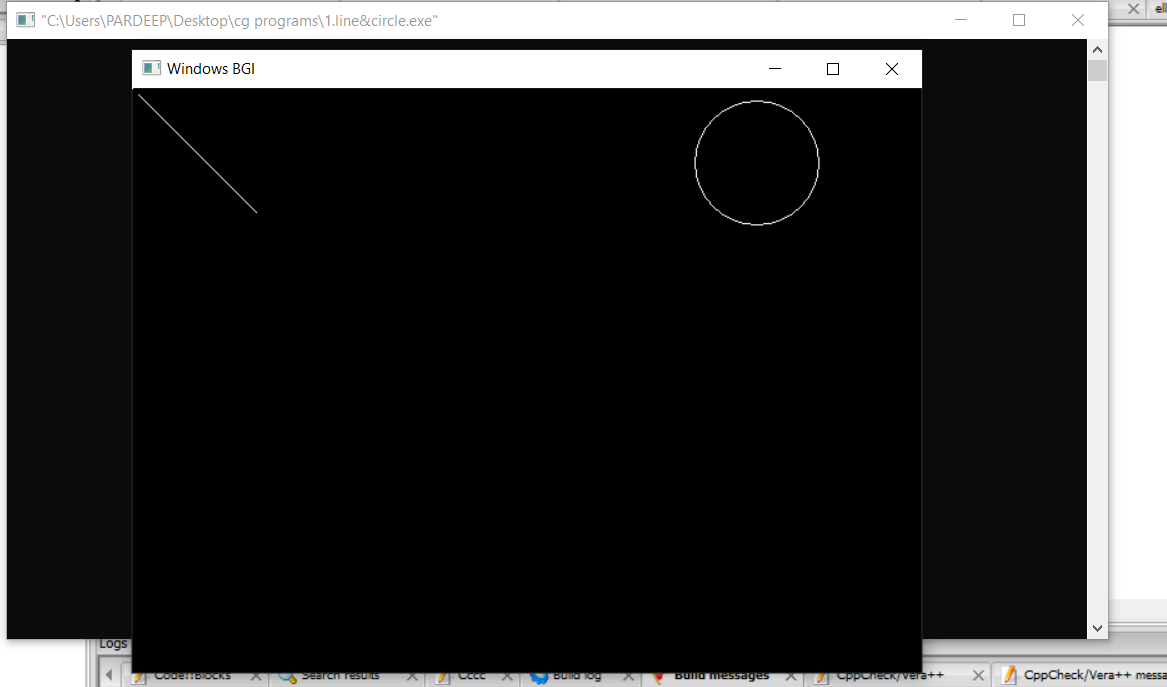 "C:\Users\PARDEEP\Desktop\cg programs\1.line&circle.exe"
ell
Windows BGI
Logs
Code::Blocks
Search results
Cccc
Build log
Build messages
CppCheck/Vera++
CppCheck/Vera++ messa